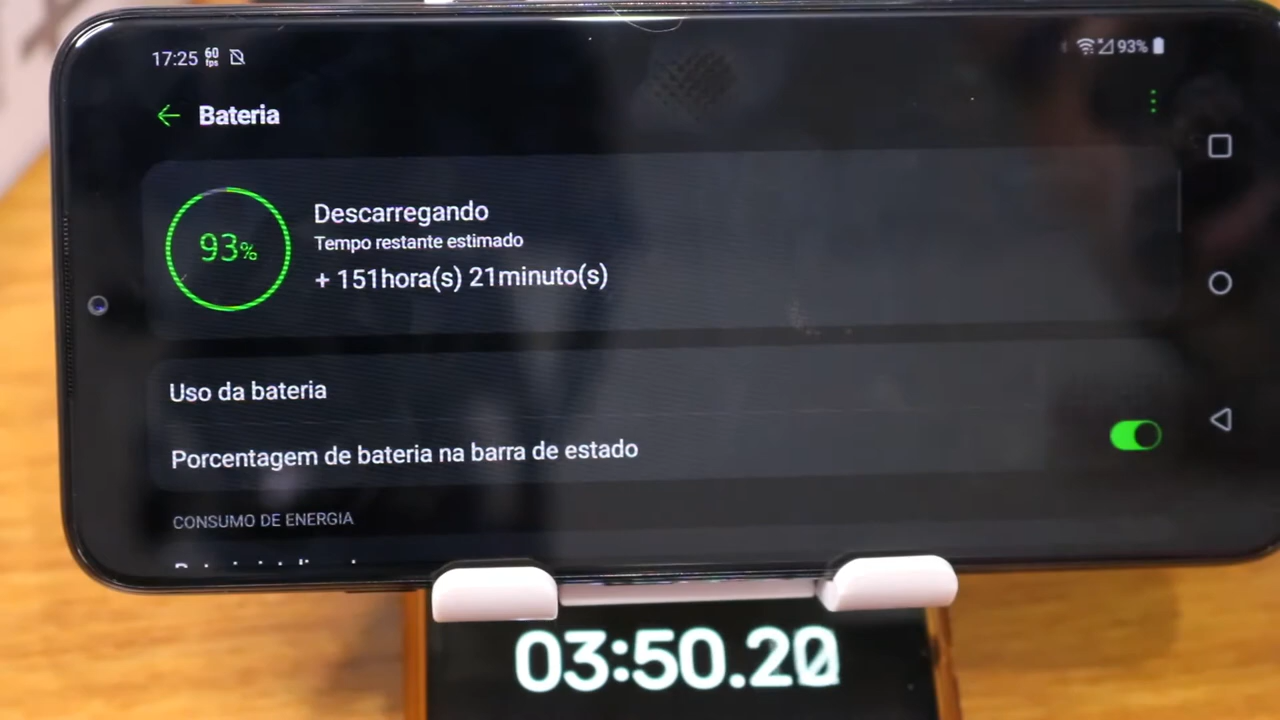 17:25 60 fps
93%
Bateria
93%
Descarregando
Tempo restante estimado
+ 151hora(s) 21minuto(s)
Uso da bateria
Porcentagem de bateria na barra de estado
CONSUMO DE ENERGIA
03:50.20